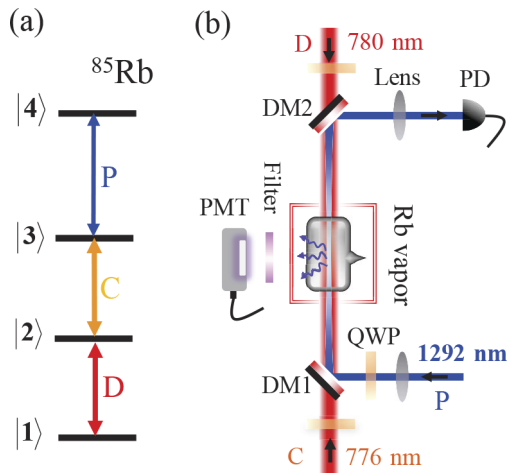 (a)
⁸⁵Rb
|4⟩
P
|3⟩
C
|2⟩
D
|1⟩
(b)
D 780 nm
DM2
Lens
PD
PMT
Filter
Rb vapor
QWP
1292 nm
DM1
P
C 776 nm